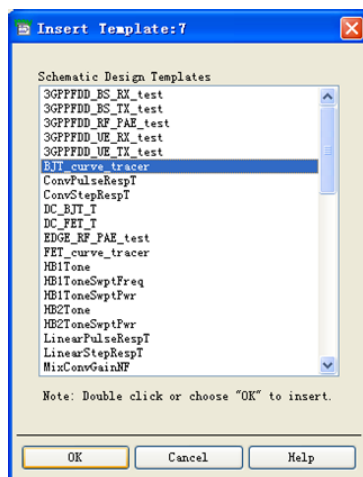 Insert Template:7
Schematic Design Templates
3GPPFDD_BS_RX_test
3GPPFDD_BS_TX_test
3GPPFDD_RF_PAE_test
3GPPFDD_UE_RX_test
3GPPFDD_UE_TX_test
BJT_curve_tracer
ConvPulseRespT
ConvStepRespT
DC_BJT_T
DC_FET_T
EDGE_RF_PAE_test
FET_curve_tracer
HB1Tone
HB1ToneSwptFreq
HB1ToneSwptPwr
HB2Tone
HB2ToneSwptPwr
LinearPulseRespT
LinearStepRespT
MixConvGainNF
Note: Double click or choose "OK" to insert.
OK Cancel Help